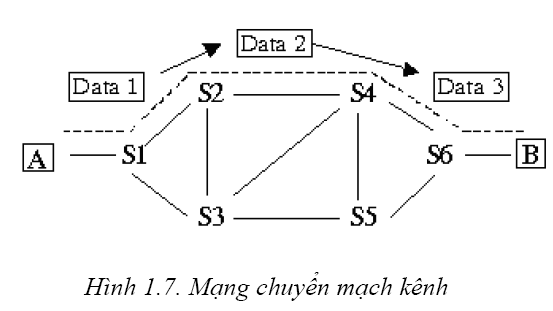 Data 2
Data 1
Data 3
S2
S4
A
S1
S6
B
S3
S5
Hình 1.7. Mạng chuyển mạch kênh